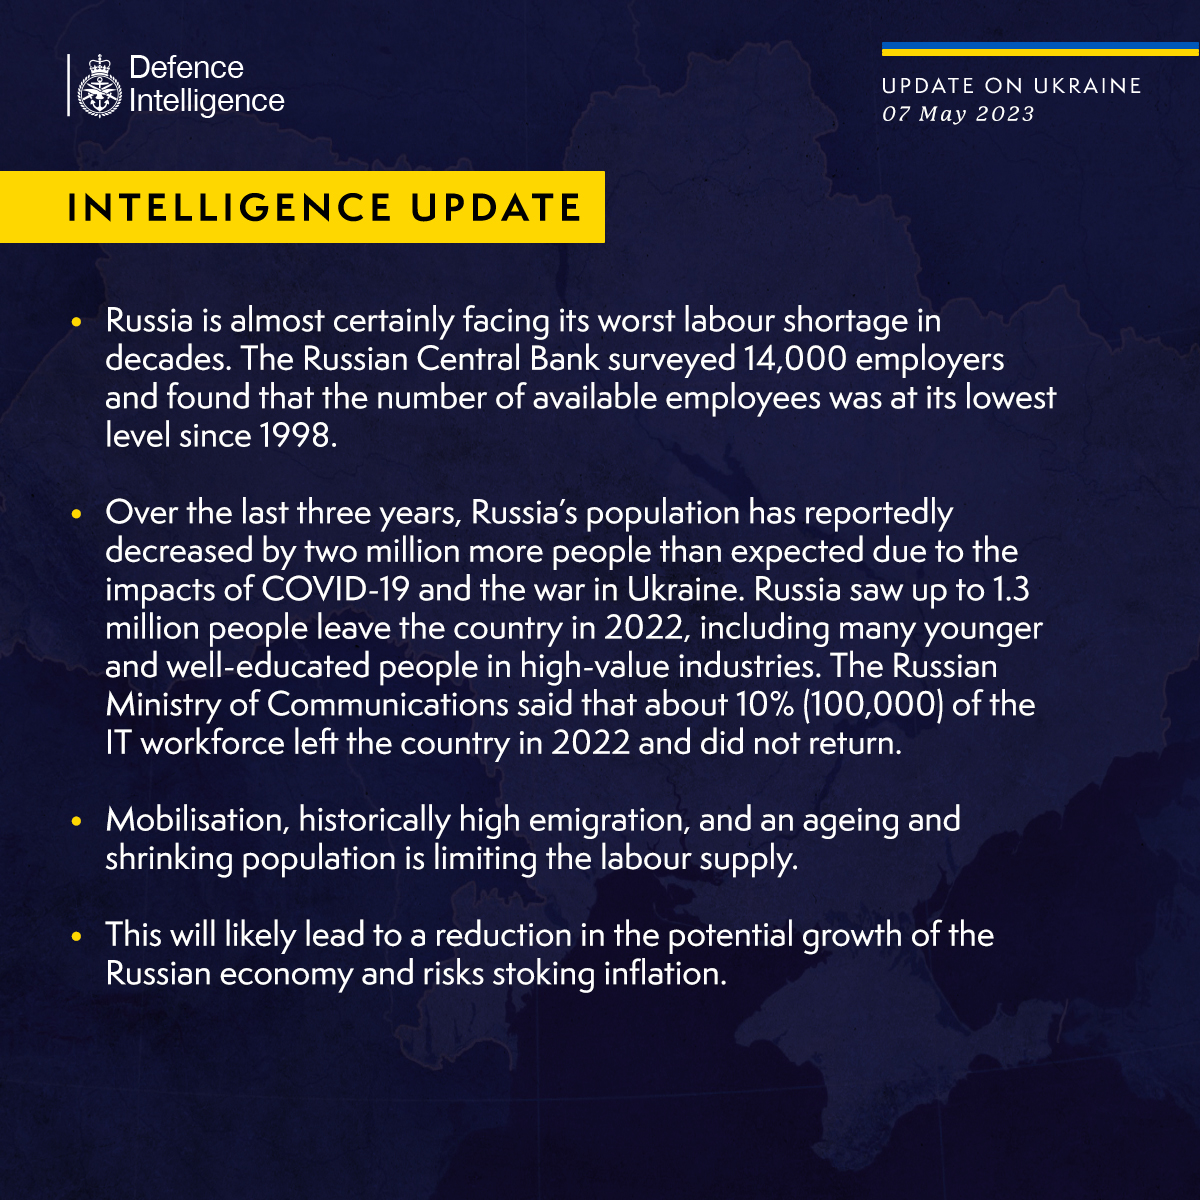 Defence
Intelligence
UPDATE ON UKRAINE
07 May 2023
INTELLIGENCE UPDATE
• Russia is almost certainly facing its worst labour shortage in
decades. The Russian Central Bank surveyed 14,000 employers
and found that the number of available employees was at its lowest
level since 1998.
• Over the last three years, Russia’s population has reportedly
decreased by two million more people than expected due to the
impacts of COVID-19 and the war in Ukraine. Russia saw up to 1.3
million people leave the country in 2022, including many younger
and well-educated people in high-value industries. The Russian
Ministry of Communications said that about 10% (100,000) of the
IT workforce left the country in 2022 and did not return.
• Mobilisation, historically high emigration, and an ageing and
shrinking population is limiting the labour supply.
• This will likely lead to a reduction in the potential growth of the
Russian economy and risks stoking inflation.